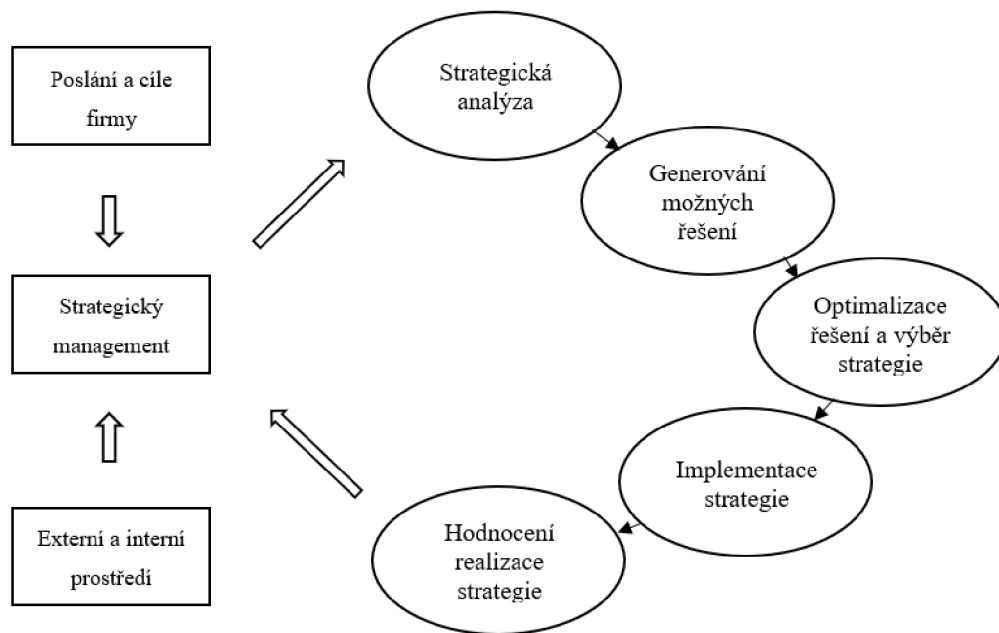 Poslání a cíle
firmy
Strategický
management
Externí a interní
prostředí
Strategická
analýza
Generování
možných
řešení
Optimalizace
řešení a výběr
strategie
Implementace
strategie
Hodnocení
realizace
strategie